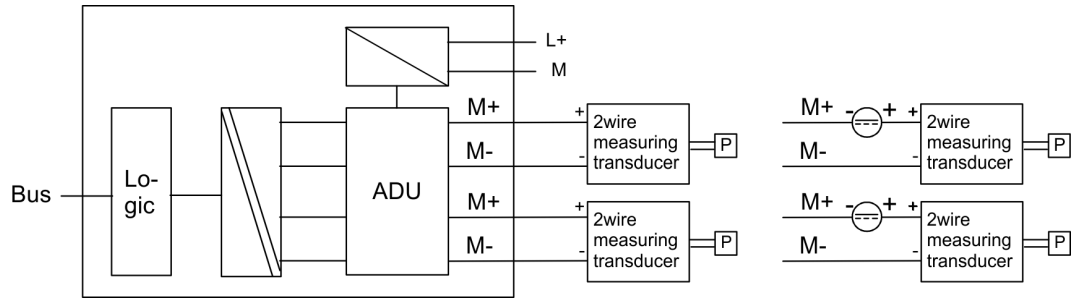 L+
M
M+
+
2wire
measuring
transducer
-
P
M-
M+
- +
+
2wire
measuring
transducer
-
P
M-
Bus
Lo-
gic
ADU
M+
+
2wire
measuring
transducer
-
P
M-
M+
- +
+
2wire
measuring
transducer
-
P
M-